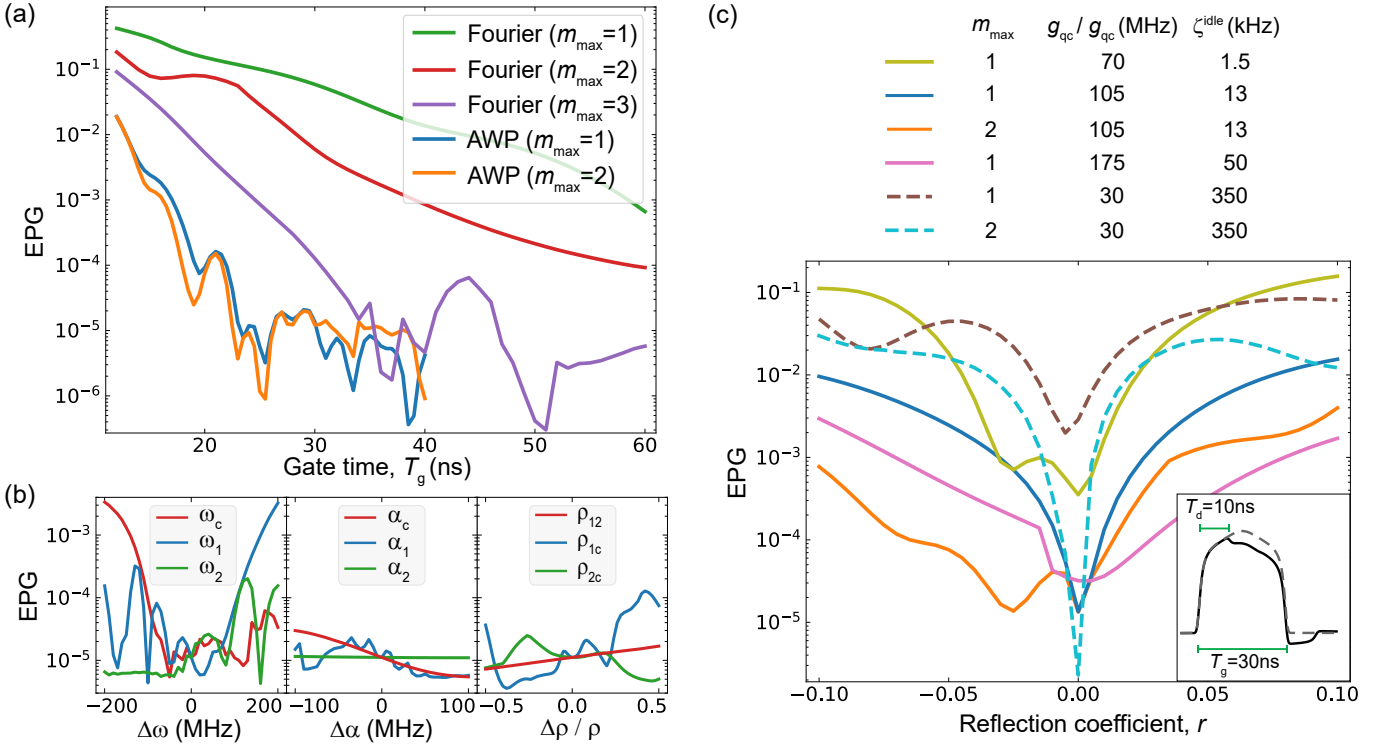 (a)
Fourier (m_max=1)
Fourier (m_max=2)
Fourier (m_max=3)
AWP (m_max=1)
AWP (m_max=2)
10⁻¹
10⁻²
10⁻³
10⁻⁴
10⁻⁵
10⁻⁶
EPG
20 30 40 50 60
Gate time, T_g (ns)
(b)
ω_c
ω_1
ω_2
α_c
α_1
α_2
ρ_12
ρ_1c
ρ_2c
10⁻³
10⁻⁴
10⁻⁵
EPG
−200 0 200
Δω (MHz)
−100 0 100
Δα (MHz)
−0.5 0.0 0.5
Δρ / ρ
(c)
m_max g_qc / g_qc (MHz) ζ^idle (kHz)
1 70 1.5
1 105 13
2 105 13
1 175 50
1 30 350
2 30 350
10⁻¹
10⁻²
10⁻³
10⁻⁴
10⁻⁵
EPG
T_d=10ns
T_g=30ns
−0.10 −0.05 0.00 0.05 0.10
Reflection coefficient, r